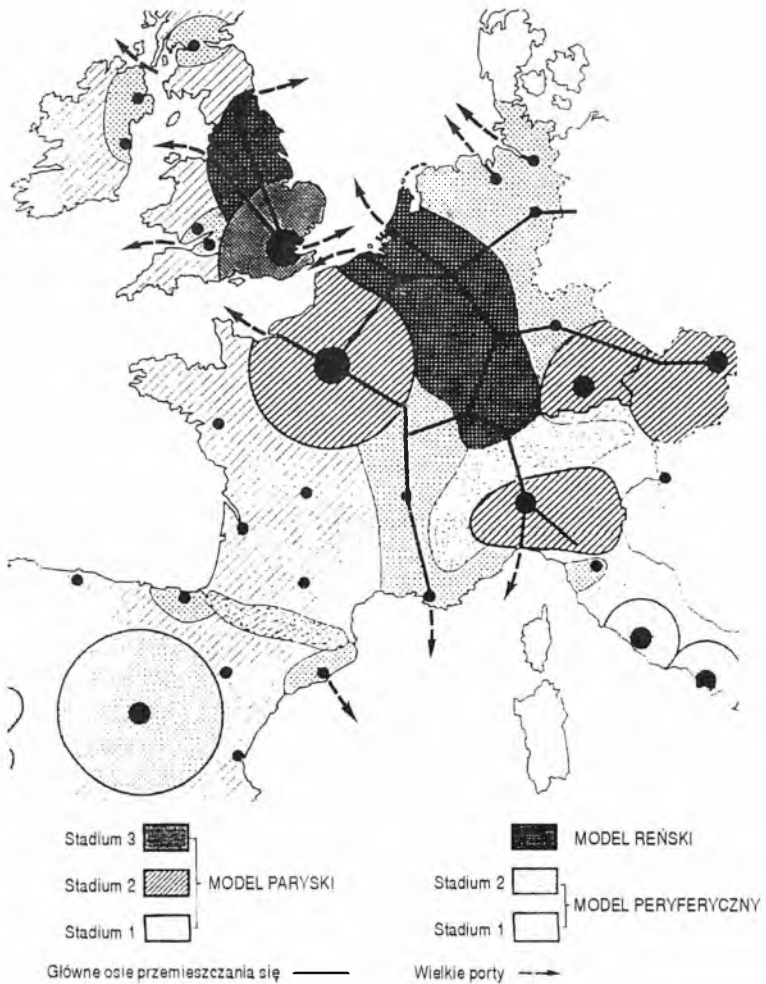 Stadium 3
Stadium 2
Stadium 1
MODEL PARYSKI
MODEL REŃSKI
Stadium 2
Stadium 1
MODEL PERYFERYCZNY
Główne osie przemieszczania się
Wielkie porty